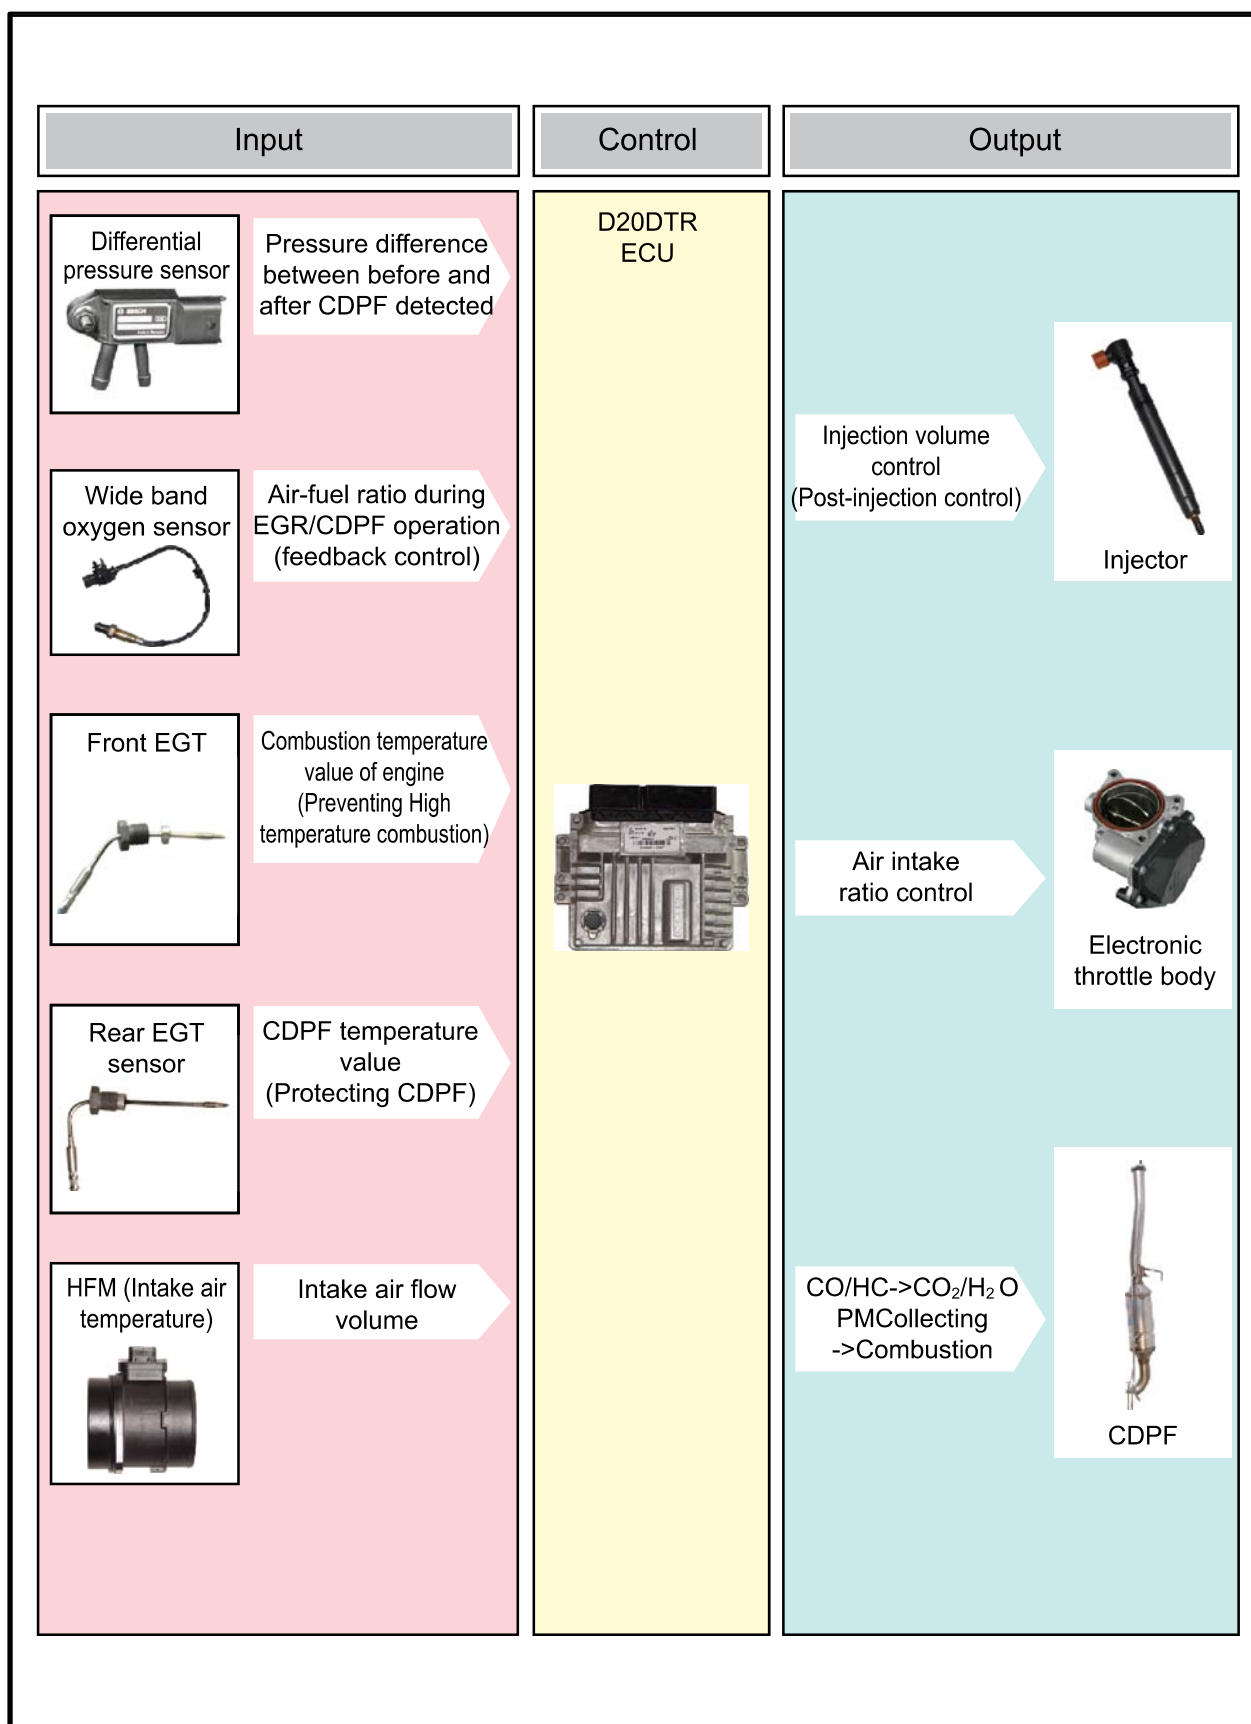 Input
Control
Output
Differential
pressure sensor
Pressure difference
between before and
after CDPF detected
Wide band
oxygen sensor
Air-fuel ratio during
EGR/CDPF operation
(feedback control)
Front EGT
Combustion temperature
value of engine
(Preventing High
temperature combustion)
Rear EGT
sensor
CDPF temperature
value
(Protecting CDPF)
HFM (Intake air
temperature)
Intake air flow
volume
D20DTR
ECU
Injection volume
control
(Post-injection control)
Injector
Air intake
ratio control
Electronic
throttle body
CO/HC->CO₂/H₂ O
PMCollecting
->Combustion
CDPF